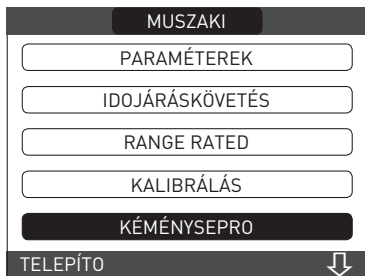 MUSZAKI
PARAMÉTEREK
IDOJÁRÁSKÖVETÉS
RANGE RATED
KALIBRÁLÁS
KÉMÉNYSEPRO
TELEPÍTO